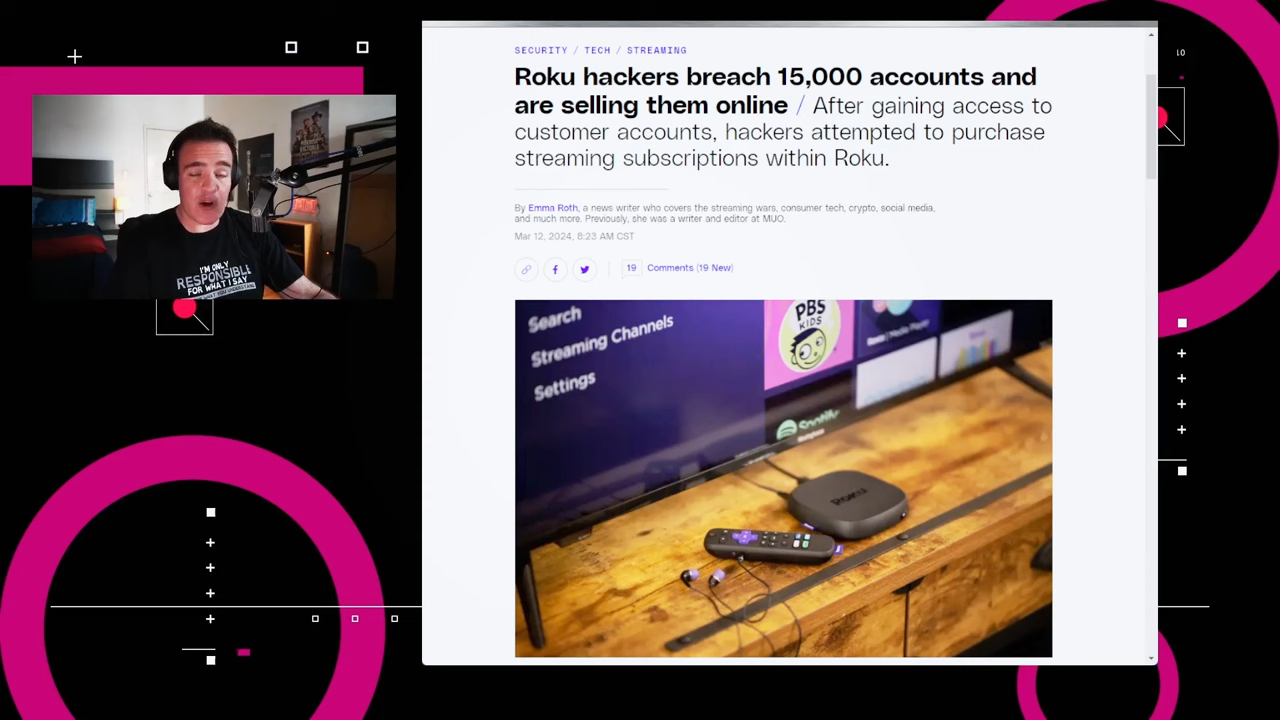 SECURITY / TECH / STREAMING
Roku hackers breach 15,000 accounts and
are selling them online / After gaining access to
customer accounts, hackers attempted to purchase
streaming subscriptions within Roku.
By Emma Roth, a news writer who covers the streaming wars, consumer tech, crypto, social media,
and much more. Previously, she was a writer and editor at MUO.
Mar 12, 2024, 8:23 AM CST
19 Comments (19 New)
I'M ONLY
RESPONSIBLE
FOR WHAT I SAY
Search
Streaming Channels
Settings
PBS
KIDS
Spotify
ROKU